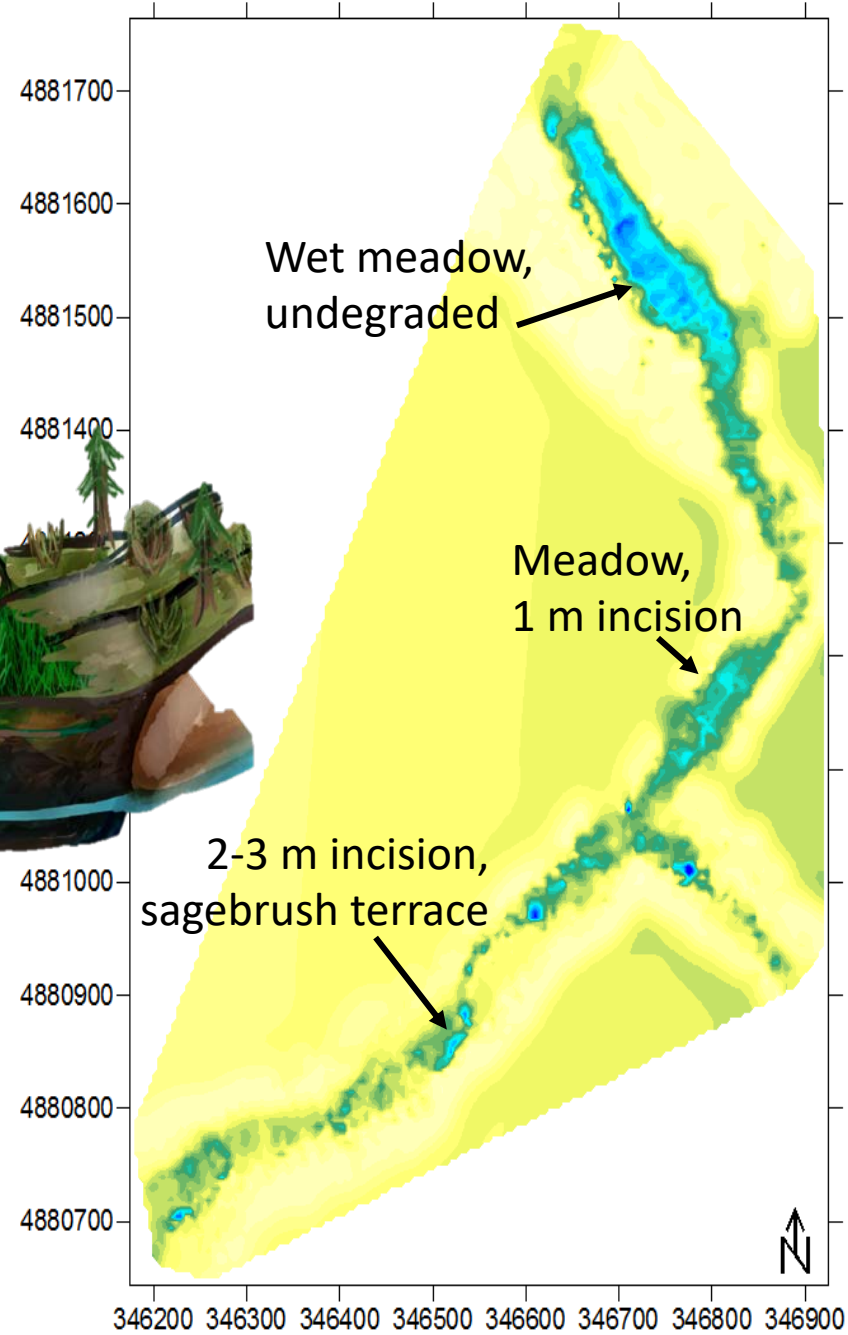 4881700
4881600
Wet meadow,
undegraded
4881500
4881400
Meadow,
1 m incision
2-3 m incision,
sagebrush terrace
4881000
4880900
4880800
4880700
N
346200 346300 346400 346500 346600 346700 346800 346900